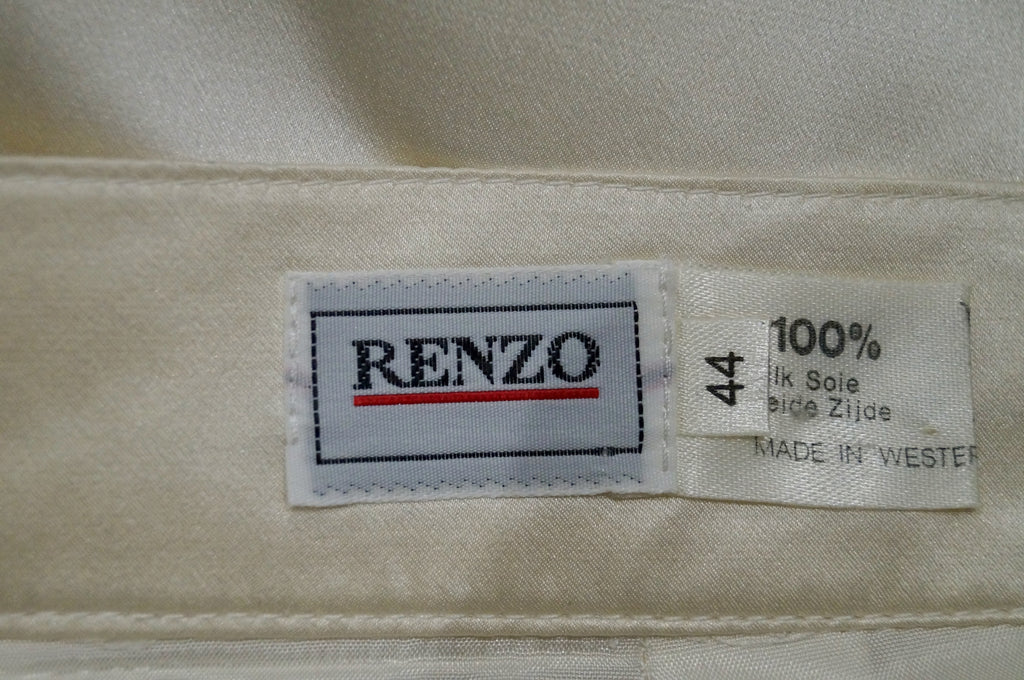 RENZO
44
100%
lk Soie
eide Zijde
MADE IN WESTER